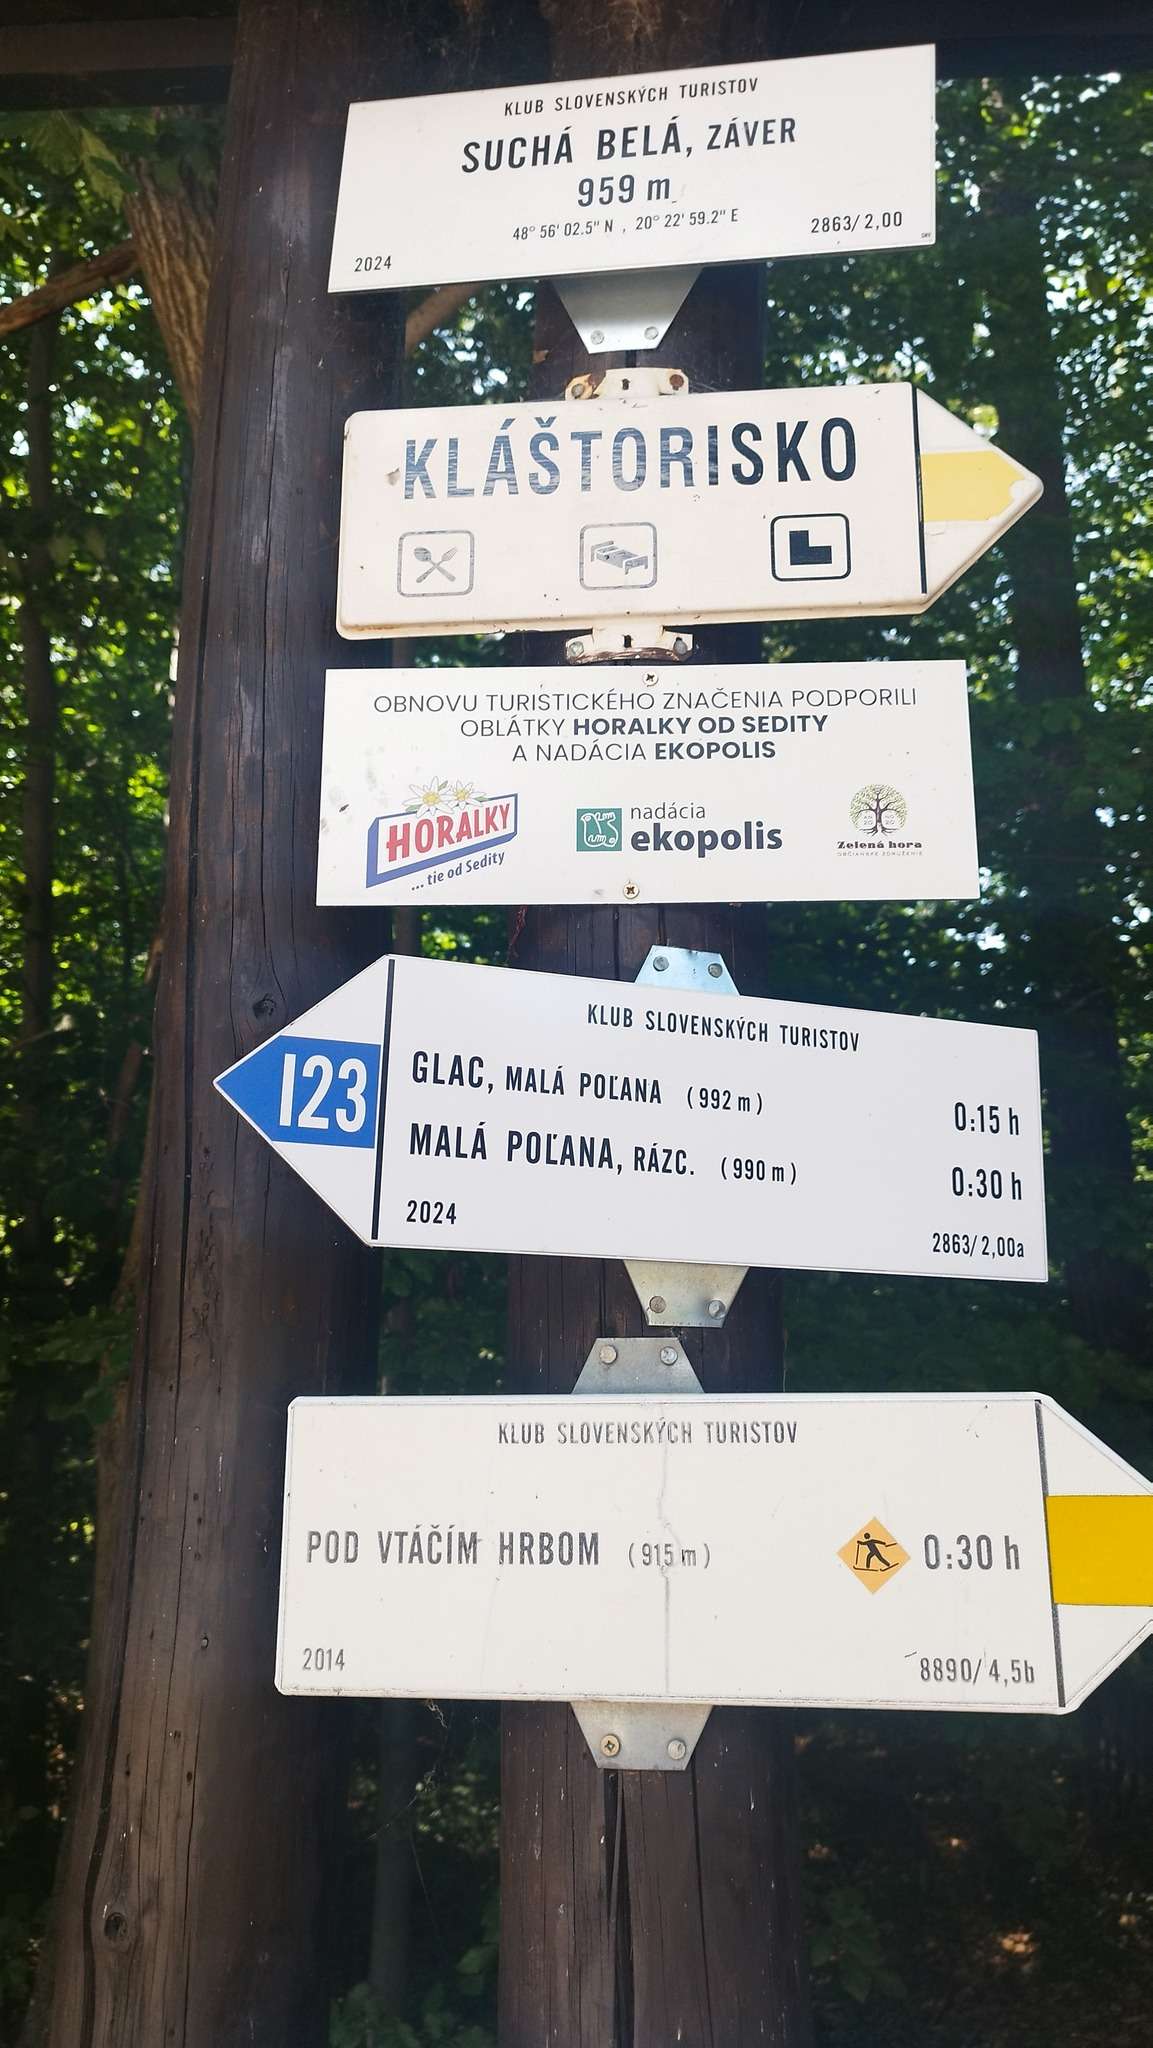 KLUB SLOVENSKÝCH TURISTOV
SUCHÁ BELÁ, ZÁVER
959 m
48° 56' 02.5" N , 20° 22' 59.2" E
2863/2,00
2024
KLÁŠTORISKO
OBNOVU TURISTICKÉHO ZNAČENIA PODPORILI
OBLÁTKY HORALKY OD SEDITY
A NADÁCIA EKOPOLIS
HORALKY
... tie od Sedity
nadácia
ekopolis
Zelená hora
OBČIANSKE ZDRUŽENIE
KLUB SLOVENSKÝCH TURISTOV
I23
GLAC, MALÁ POĽANA (992 m) 0:15 h
MALÁ POĽANA, RÁZC. (990 m) 0:30 h
2024
2863/2,00a
KLUB SLOVENSKÝCH TURISTOV
POD VTÁČÍM HRBOM (915 m) 0:30 h
2014
8890/4,5b